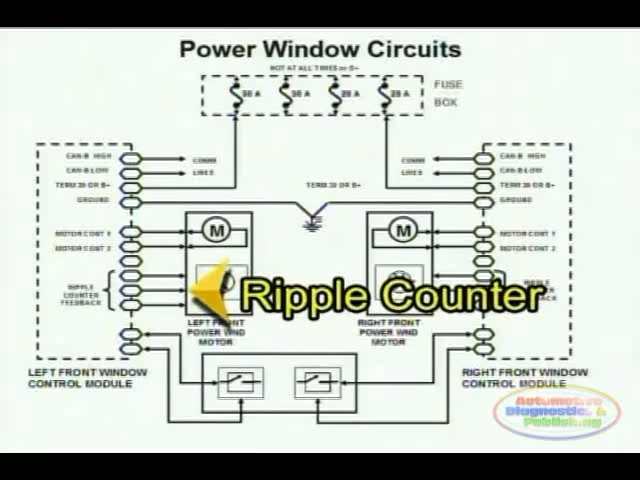 Power Window Circuits
HOT AT ALL TIMES or B+
30 A 30 A 20 A 20 A
FUSE
BOX
CAN-B HIGH
CAN-B LOW
TERM 30 OR B+
GROUND
COMM
LINES
TERM 30 OR B+
COMM
LINES
CAN-B HIGH
CAN-B LOW
TERM 30 OR B+
GROUND
MOTOR CONT 1
MOTOR CONT 2
M
M
MOTOR CONT 1
MOTOR CONT 2
RIPPLE
COUNTER
FEEDBACK
Ripple Counter
LEFT FRONT
POWER WND
MOTOR
RIGHT FRONT
POWER WND
MOTOR
LEFT FRONT WINDOW
CONTROL MODULE
RIGHT FRONT WINDOW
CONTROL MODULE
Automotive
Diagnostic &
Publishing